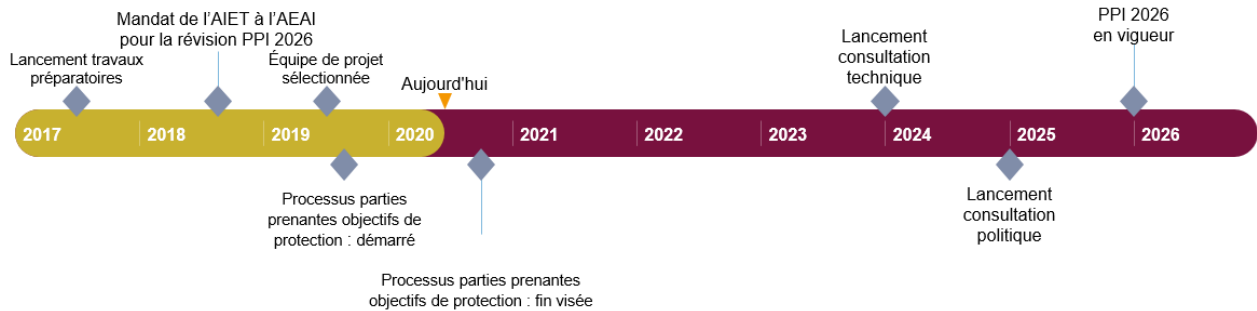 Mandat de l'AIET à l'AEAI
pour la révision PPI 2026
Lancement travaux
préparatoires
Équipe de projet
sélectionnée
Aujourd'hui
Lancement
consultation
technique
PPI 2026
en vigueur
2017
2018
2019
2020
2021
2022
2023
2024
2025
2026
Processus parties
prenantes objectifs de
protection : démarré
Processus parties prenantes
objectifs de protection : fin visée
Lancement
consultation
politique